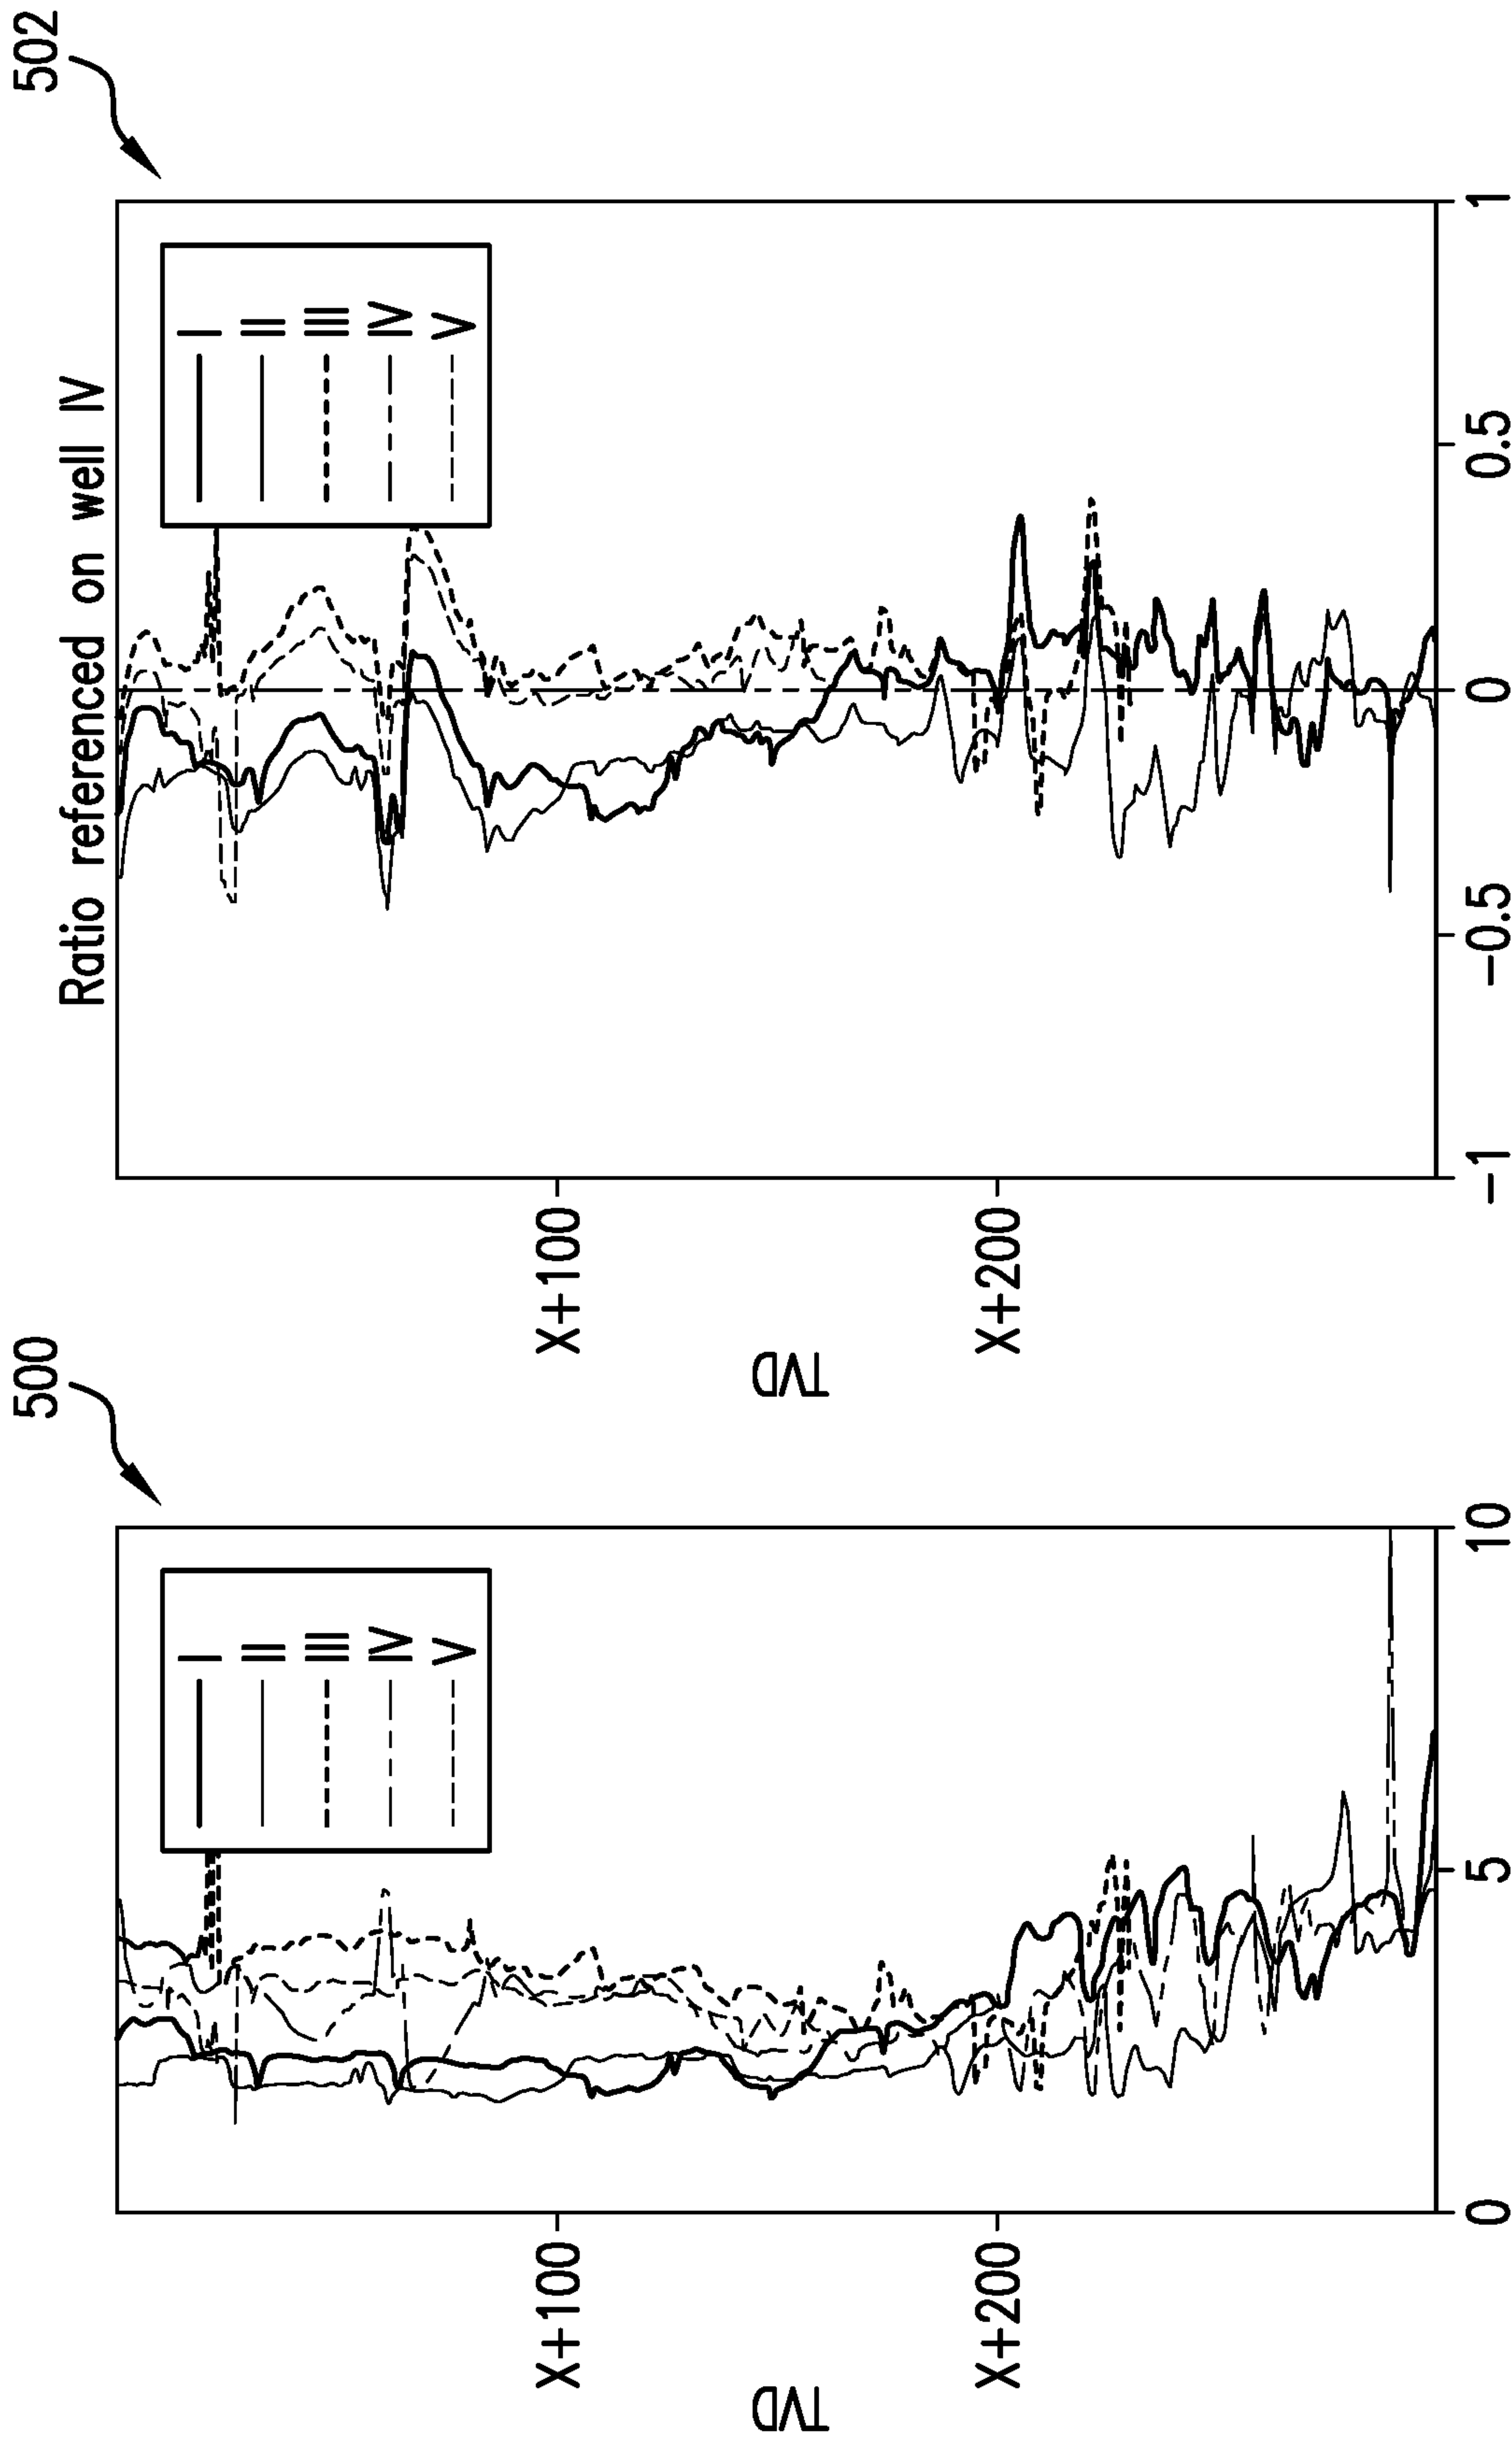 500
I
II
III
IV
V
X+100
X+200
TVD
0
5
10
502
Ratio referenced on well IV
I
II
III
IV
V
X+100
X+200
TVD
−1
−0.5
0
0.5
1